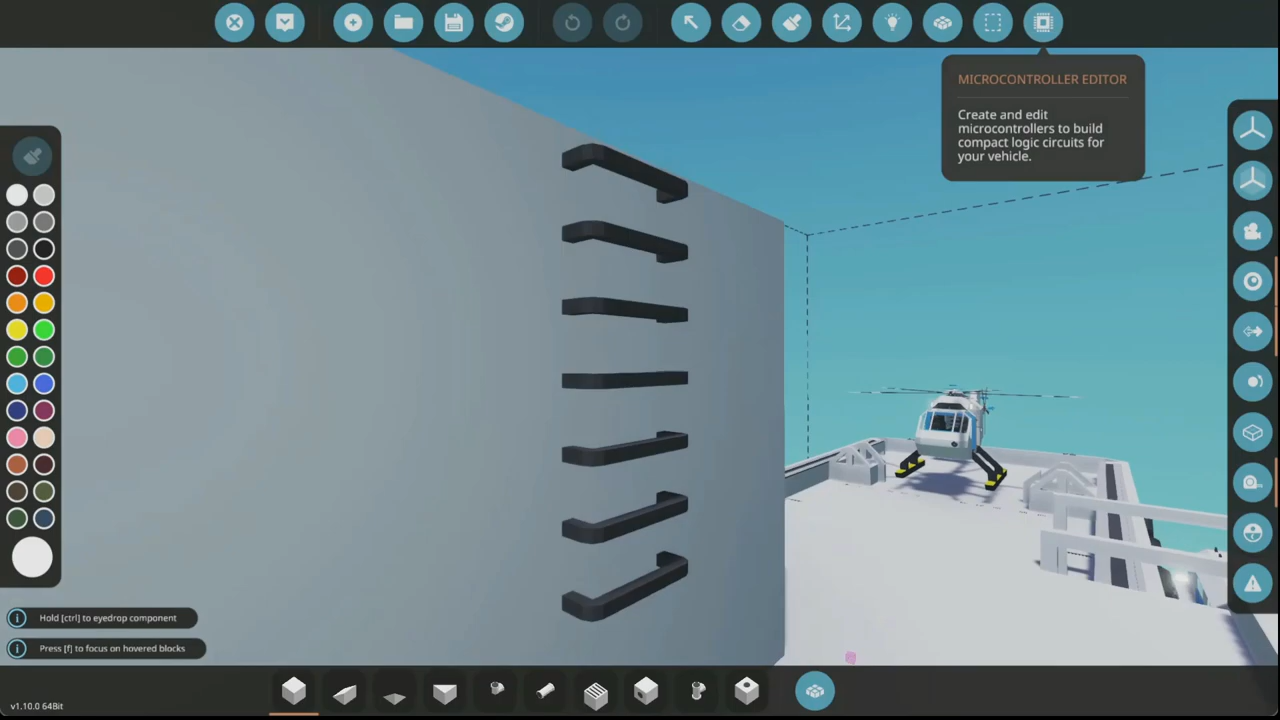 MICROCONTROLLER EDITOR
Create and edit
microcontrollers to build
compact logic circuits for
your vehicle.
Hold [ctrl] to eyedrop component
Press [f] to focus on hovered blocks
v1.10.0 64Bit